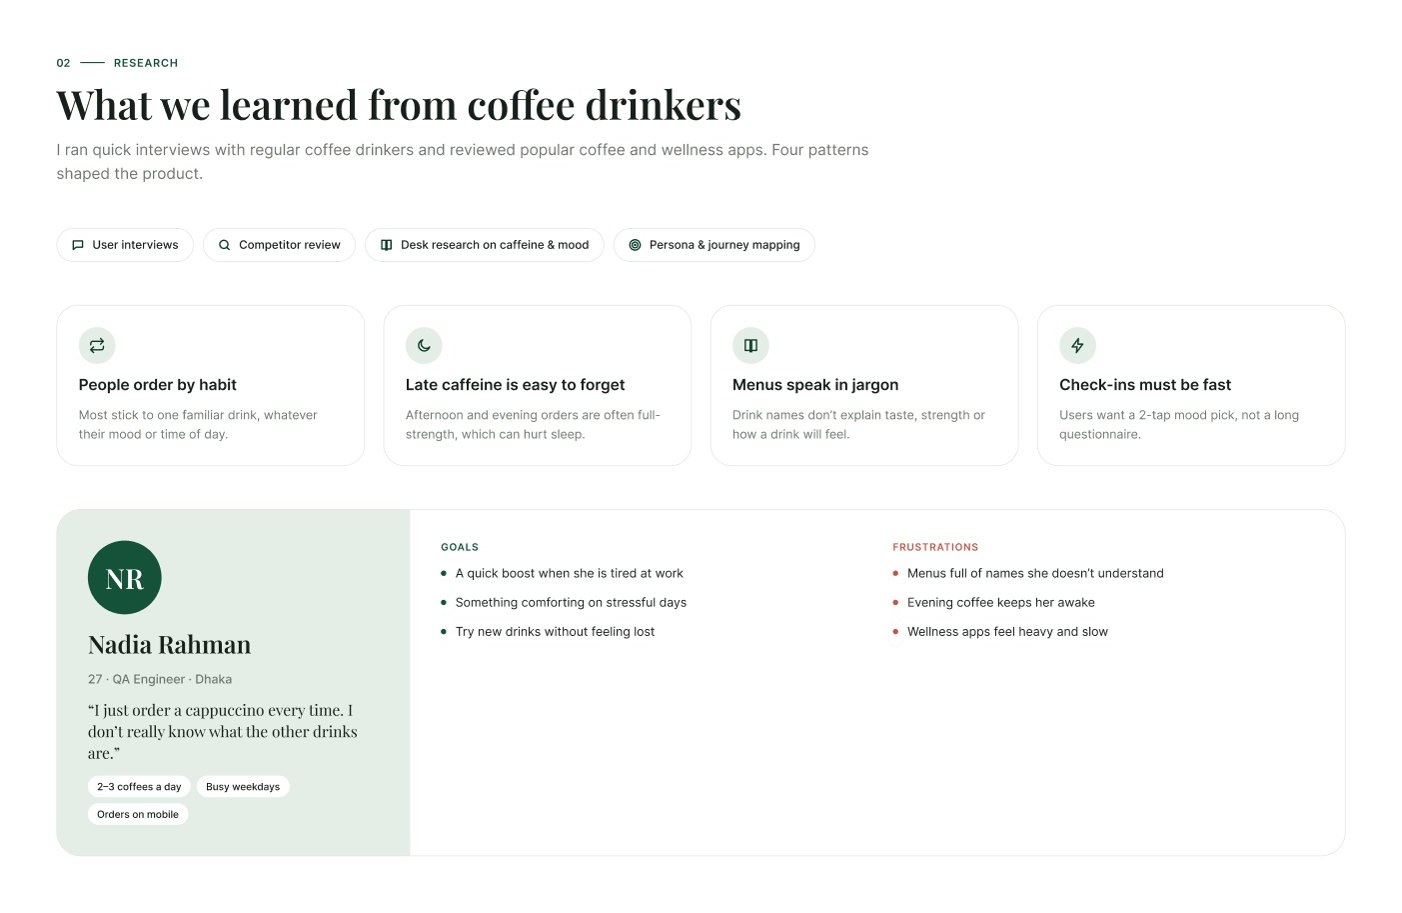 02 — RESEARCH
What we learned from coffee drinkers
I ran quick interviews with regular coffee drinkers and reviewed popular coffee and wellness apps. Four patterns
shaped the product.
User interviews
Competitor review
Desk research on caffeine & mood
Persona & journey mapping
People order by habit
Most stick to one familiar drink, whatever
their mood or time of day.
Late caffeine is easy to forget
Afternoon and evening orders are often full-
strength, which can hurt sleep.
Menus speak in jargon
Drink names don’t explain taste, strength or
how a drink will feel.
Check-ins must be fast
Users want a 2-tap mood pick, not a long
questionnaire.
NR
Nadia Rahman
27 · QA Engineer · Dhaka
“I just order a cappuccino every time. I
don’t really know what the other drinks
are.”
2–3 coffees a day
Busy weekdays
Orders on mobile
GOALS
A quick boost when she is tired at work
Something comforting on stressful days
Try new drinks without feeling lost
FRUSTRATIONS
Menus full of names she doesn’t understand
Evening coffee keeps her awake
Wellness apps feel heavy and slow